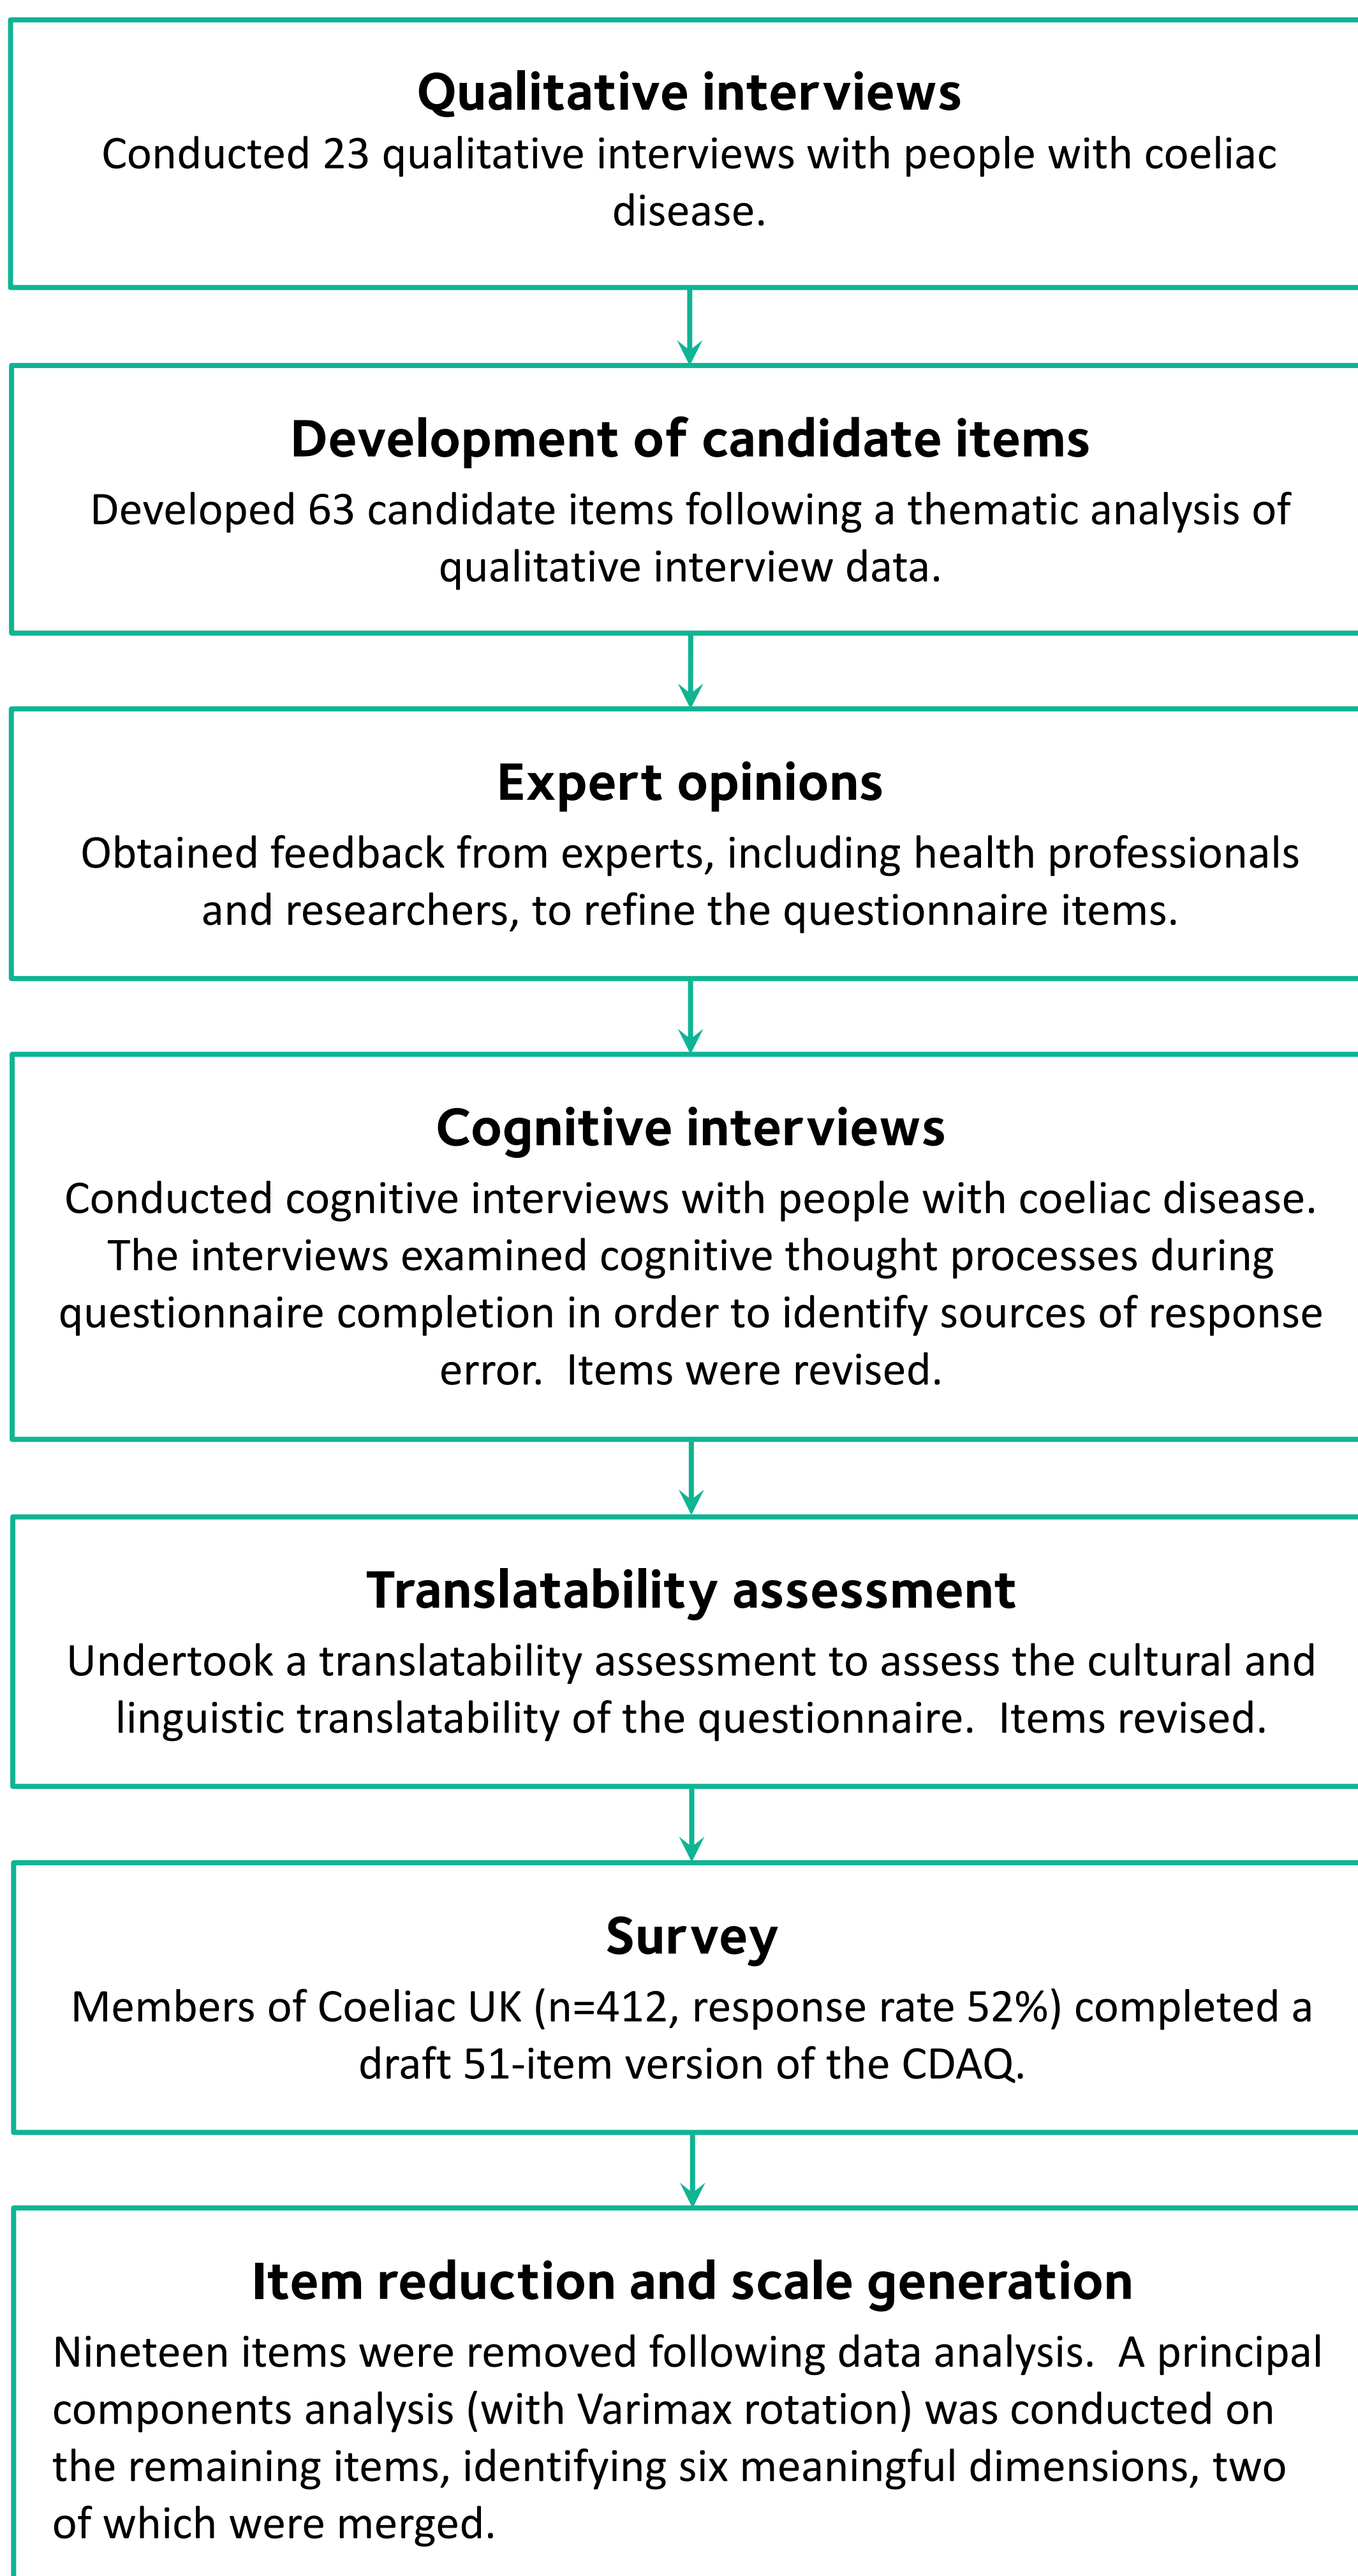 Qualitative interviews
Conducted 23 qualitative interviews with people with coeliac
disease.
Development of candidate items
Developed 63 candidate items following a thematic analysis of
qualitative interview data.
Expert opinions
Obtained feedback from experts, including health professionals
and researchers, to refine the questionnaire items.
Cognitive interviews
Conducted cognitive interviews with people with coeliac disease.
The interviews examined cognitive thought processes during
questionnaire completion in order to identify sources of response
error.  Items were revised.
Translatability assessment
Undertook a translatability assessment to assess the cultural and
linguistic translatability of the questionnaire.  Items revised.
Survey
Members of Coeliac UK (n=412, response rate 52%) completed a
draft 51-item version of the CDAQ.
Item reduction and scale generation
Nineteen items were removed following data analysis.  A principal
components analysis (with Varimax rotation) was conducted on
the remaining items, identifying six meaningful dimensions, two
of which were merged.